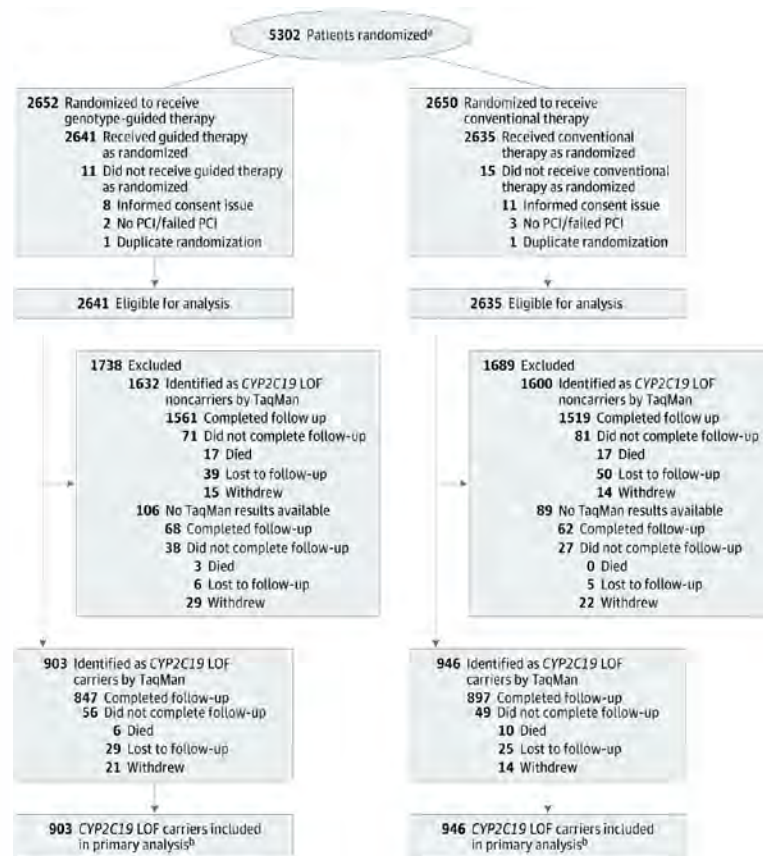 5302 Patients randomizedª
2652 Randomized to receive
genotype-guided therapy
2641 Received guided therapy
as randomized
11 Did not receive guided therapy
as randomized
8 Informed consent issue
2 No PCI/failed PCI
1 Duplicate randomization
2650 Randomized to receive
conventional therapy
2635 Received conventional
therapy as randomized
15 Did not receive conventional
therapy as randomized
11 Informed consent issue
3 No PCI/failed PCI
1 Duplicate randomization
2641 Eligible for analysis
2635 Eligible for analysis
1738 Excluded
1632 Identified as CYP2C19 LOF
noncarriers by TaqMan
1561 Completed follow up
71 Did not complete follow-up
17 Died
39 Lost to follow-up
15 Withdrew
106 No TaqMan results available
68 Completed follow-up
38 Did not complete follow-up
3 Died
6 Lost to follow-up
29 Withdrew
1689 Excluded
1600 Identified as CYP2C19 LOF
noncarriers by TaqMan
1519 Completed follow up
81 Did not complete follow-up
17 Died
50 Lost to follow-up
14 Withdrew
89 No TaqMan results available
62 Completed follow-up
27 Did not complete follow-up
0 Died
5 Lost to follow-up
22 Withdrew
903 Identified as CYP2C19 LOF
carriers by TaqMan
847 Completed follow-up
56 Did not complete follow-up
6 Died
29 Lost to follow-up
21 Withdrew
946 Identified as CYP2C19 LOF
carriers by TaqMan
897 Completed follow-up
49 Did not complete follow-up
10 Died
25 Lost to follow-up
14 Withdrew
903 CYP2C19 LOF carriers included
in primary analysisᵇ
946 CYP2C19 LOF carriers included
in primary analysisᵇ